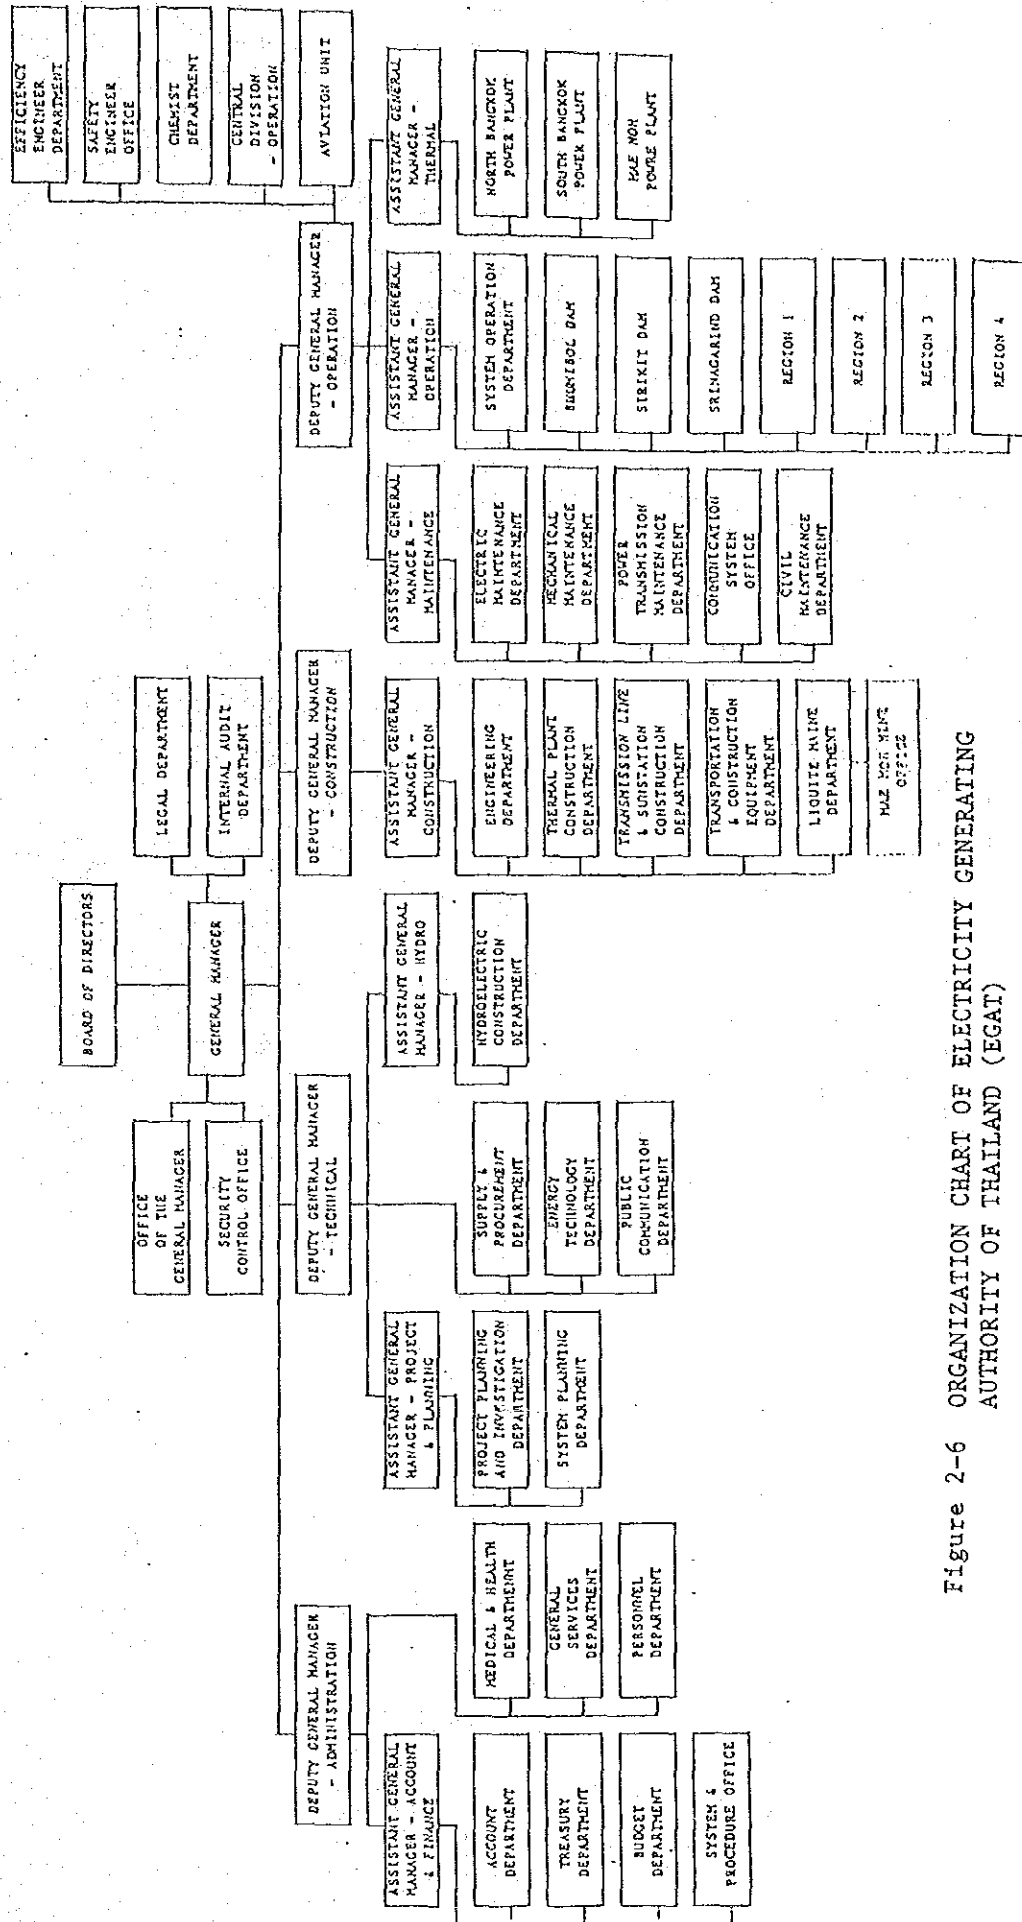 BOARD OF DIRECTORS
GENERAL MANAGER
OFFICE
OF THE
GENERAL MANAGER
SECURITY
CONTROL OFFICE
LEGAL DEPARTMENT
INTERNAL AUDIT
DEPARTMENT
DEPUTY GENERAL MANAGER
- ADMINISTRATION
DEPUTY GENERAL MANAGER
- TECHNICAL
DEPUTY GENERAL MANAGER
- CONSTRUCTION
DEPUTY GENERAL MANAGER
- OPERATION
EFFICIENCY
ENGINEER
DEPARTMENT
SAFETY
ENGINEER
OFFICE
CHEMIST
DEPARTMENT
CENTRAL
DIVISION
- OPERATION
AVIATION UNIT
ASSISTANT GENERAL
MANAGER - ACCOUNT
& FINANCE
ACCOUNT
DEPARTMENT
TREASURY
DEPARTMENT
BUDGET
DEPARTMENT
SYSTEM &
PROCEDURE OFFICE
MEDICAL & HEALTH
DEPARTMENNT
GENERAL
SERVICES
DEPARTMENT
PERSONNEL
DEPARTMENT
ASSISTANT GENERAL
MANAGER - PROJECT
& PLANNING
PROJECT PLANNING
AND INVESTIGATION
DEPARTMENT
SYSTEM PLANNING
DEPARTMENT
SUPPLY &
PROCUREMENT
DEPARTMENT
ENERGY
TECHNOLOGY
DEPARTMENT
PUBLIC
COMMUNICATION
DEPARTMENT
ASSISTANT GENERAL
MANAGER - HYDRO
HYDROELECTRIC
CONSTRUCTION
DEPARTMENT
ASSISTANT GENERAL
MANAGER -
CONSTRUCTION
ENGINEERING
DEPARTMENT
THERMAL PLANT
CONSTRUCTION
DEPARTMENT
TRANSMISSION LINE
& SUNSTATION
CONSTRUCTION
DEPARTMENT
TRANSPORTATION
& CONSTRUCTION
EQUIPMENT
DEPARTMENT
LIQUITE MAINE
DEPARTMENT
MAE MOH MINE
OFFICE
ASSISTANT GENERAL
MANAGER -
MAINTENANCE
ELECTRIC
MAINTENANCE
DEPARTMENT
MECHANICAL
MAINTENANCE
DEPARTMENT
POWER
TRANSMISSION
MAINTENANCE
DEPARTMENT
COMMUNICATION
SYSTEM
OFFICE
CIVIL
MAINTENANCE
DEPARTMENT
ASSISTANT GENERAL
MANAGER -
OPERATION
SYSTEM OPERATION
DEPARTMENT
BHUMIBOL DAM
SIRIKIT DAM
SRINAGARIND DAM
REGION 1
REGION 2
REGION 3
REGION 4
ASSISTANT GENERAL
MANAGER -
THERMAL
NORTH BANGKOK
POWER PLANT
SOUTH BANGKOK
POWER PLANT
MAE MOH
POWRE PLANT
Figure 2-6 ORGANIZATION CHART OF ELECTRICITY GENERATING
AUTHORITY OF THAILAND (EGAT)